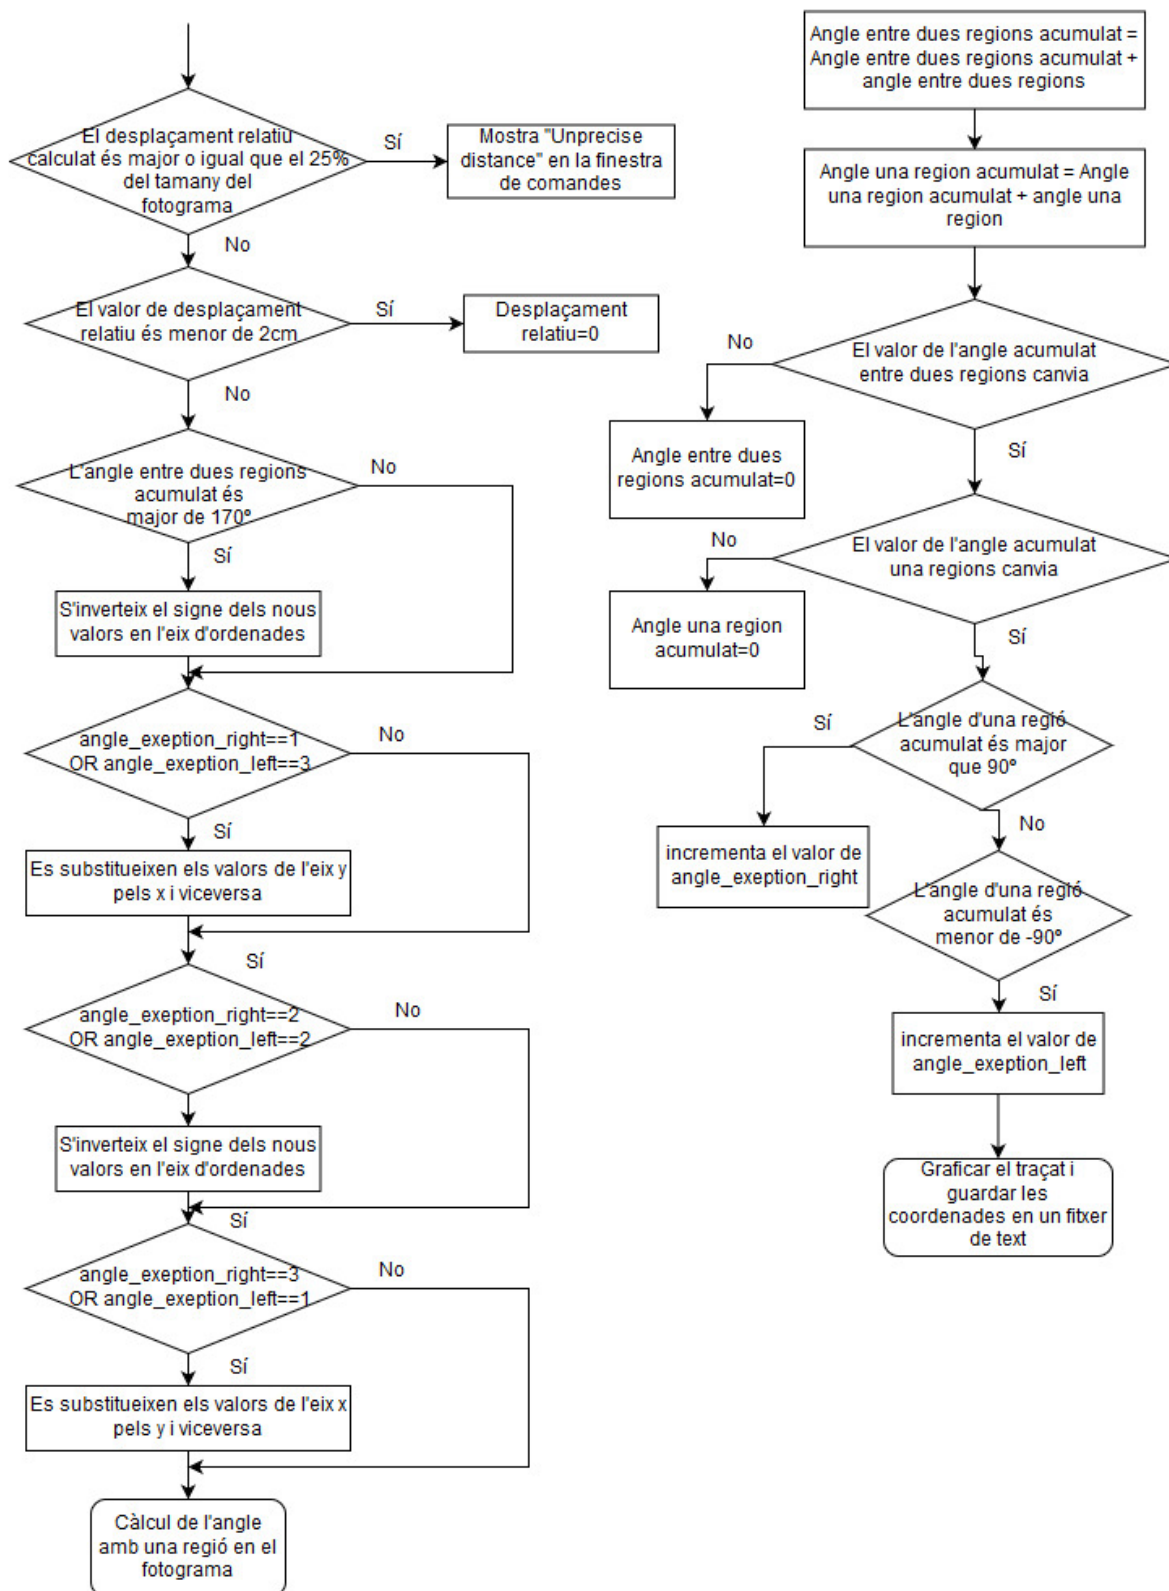 El desplaçament relatiu
calculat és major o igual que el 25%
del tamany del
fotograma
Sí
Mostra "Unprecise
distance" en la finestra
de comandes
No
El valor de desplaçament
relatiu és menor de 2cm
Sí
Desplaçament
relatiu=0
No
L'angle entre dues regions
acumulat és
major de 170º
No
Sí
S'inverteix el signe dels nous
valors en l'eix d'ordenades
angle_exeption_right==1
OR angle_exeption_left==3
No
Sí
Es substitueixen els valors de l'eix y
pels x i viceversa
Sí
angle_exeption_right==2
OR angle_exeption_left==2
No
S'inverteix el signe dels nous
valors en l'eix d'ordenades
Sí
angle_exeption_right==3
OR angle_exeption_left==1
No
Sí
Es substitueixen els valors de l'eix x
pels y i viceversa
Càlcul de l'angle
amb una regió en el
fotograma
Angle entre dues regions acumulat =
Angle entre dues regions acumulat +
angle entre dues regions
Angle una region acumulat = Angle
una region acumulat + angle una
region
El valor de l'angle acumulat
entre dues regions canvia
No
Angle entre dues
regions acumulat=0
Sí
El valor de l'angle acumulat
una regions canvia
No
Angle una region
acumulat=0
Sí
L'angle d'una regió
acumulat és major
que 90º
Sí
incrementa el valor de
angle_exeption_right
No
L'angle d'una regió
acumulat és
menor de -90º
Sí
incrementa el valor de
angle_exeption_left
Graficar el traçat i
guardar les
coordenades en un fitxer
de text